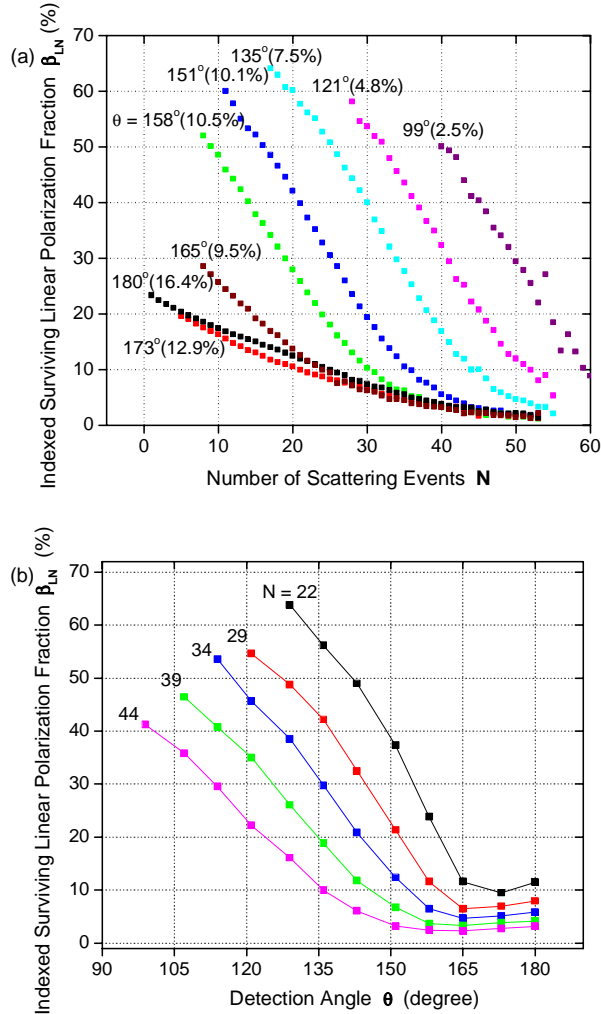 (a)
Indexed Surviving Linear Polarization Fraction β_LN (%)
70
60
50
40
30
20
10
0
135°(7.5%)
151°(10.1%)
121°(4.8%)
θ = 158°(10.5%)
99°(2.5%)
165°(9.5%)
180°(16.4%)
173°(12.9%)
0 10 20 30 40 50 60
Number of Scattering Events N
(b)
Indexed Surviving Linear Polarization Fraction β_LN (%)
70
60
50
40
30
20
10
0
N = 22
29
34
39
44
90 105 120 135 150 165 180
Detection Angle θ (degree)